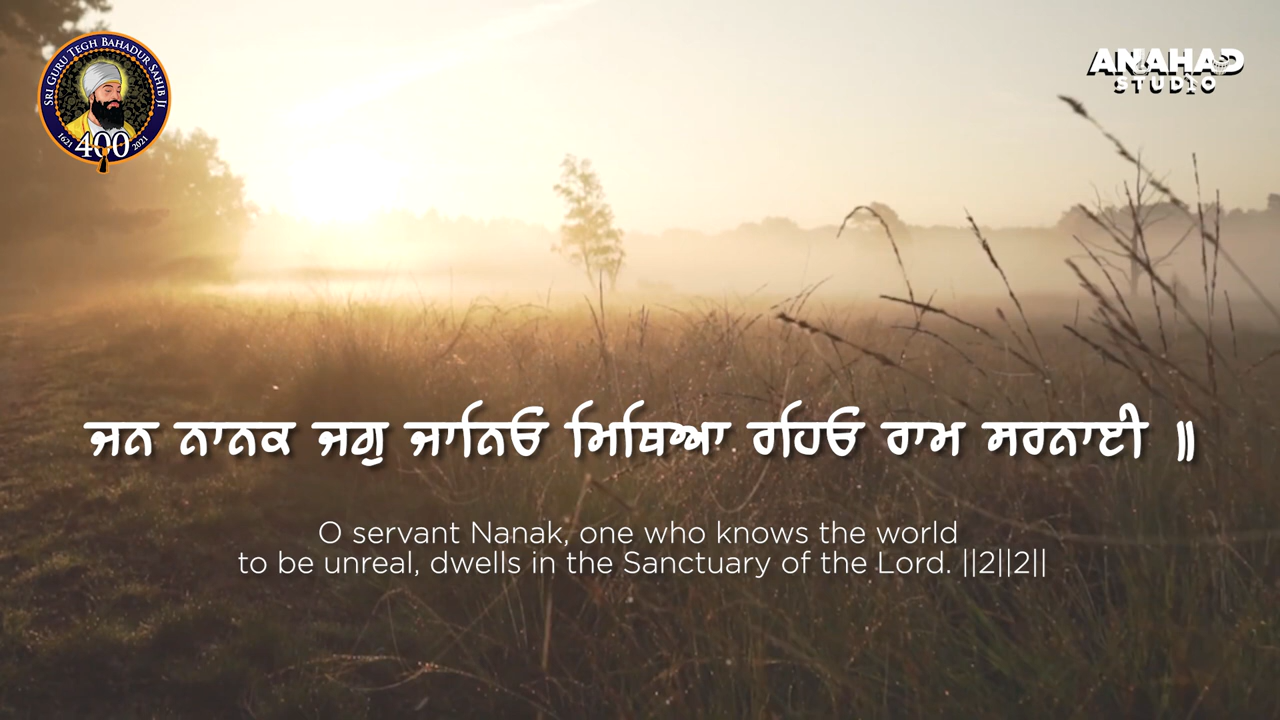 SRI GURU TEGH BAHADUR SAHIB JI
1621 400 2021
ANAHAD
STUDIO
ਜਨ ਨਾਨਕ ਜਗੁ ਜਾਨਿਓ ਮਿਥਿਆ ਰਹਿਓ ਰਾਮ ਸਰਨਾਈ ॥
O servant Nanak, one who knows the world
to be unreal, dwells in the Sanctuary of the Lord. ||2||2||